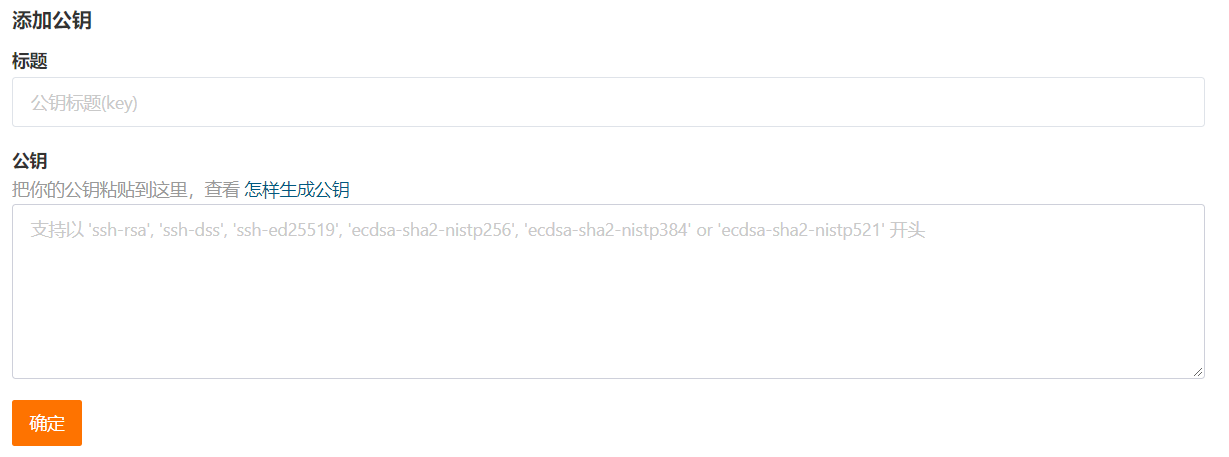 添加公钥
标题
公钥标题(key)
公钥
把你的公钥粘贴到这里，查看 怎样生成公钥
支持以 'ssh-rsa', 'ssh-dss', 'ssh-ed25519', 'ecdsa-sha2-nistp256', 'ecdsa-sha2-nistp384' or 'ecdsa-sha2-nistp521' 开头
确定